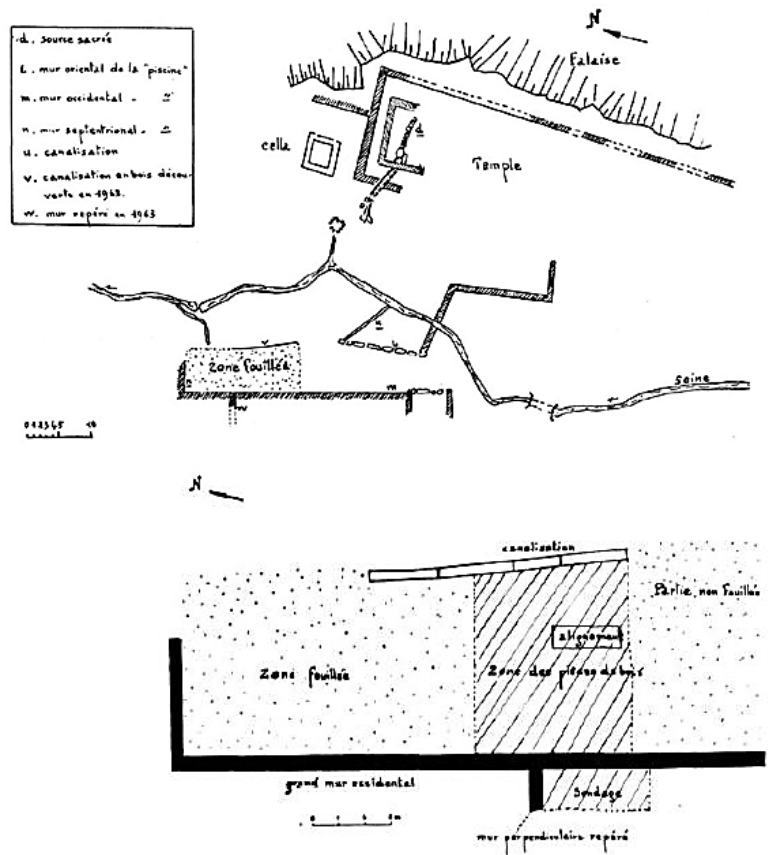 d. source sacrée
l. mur oriental de la "piscine"
m. mur occidental - =
n. mur septentrional - =
u. canalisation
v. canalisation en bois décou-
verte en 1963.
w. mur repéré en 1963
N
Falaise
cella
d
Temple
u
l
v
Zone fouillée
n
m
w
Seine
N
canalisation
Partie non fouillée
alignement
Zone fouillée
Zone des pièces de bois
grand mur occidental
Sondage
mur perpendiculaire repéré